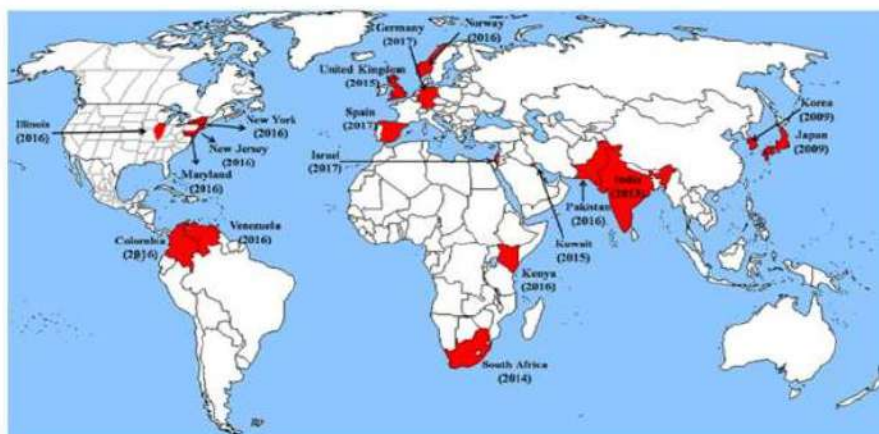 Germany
(2017)
Norway
(2016)
United Kingdom
(2015)
Spain
(2017)
Israel
(2017)
Illinois
(2016)
New York
(2016)
New Jersey
(2016)
Maryland
(2016)
Korea
(2009)
Japan
(2009)
India
(2013)
Pakistan
(2016)
Kuwait
(2015)
Kenya
(2016)
South Africa
(2014)
Venezuela
(2016)
Colombia
(2016)